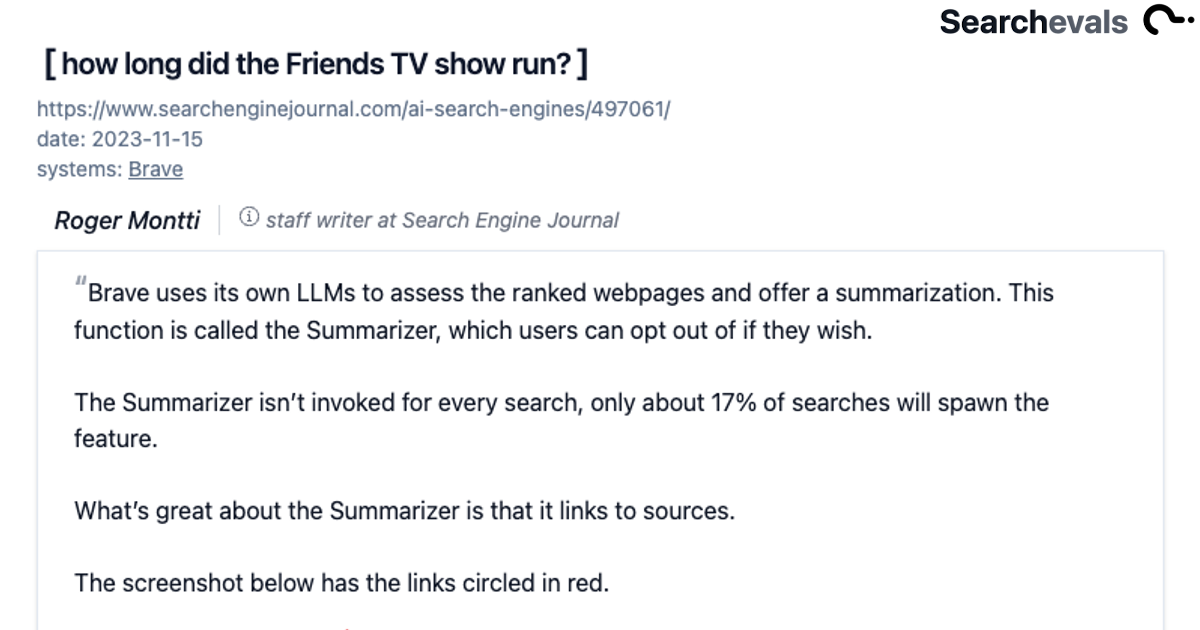 Searchevals
[ how long did the Friends TV show run? ]
https://www.searchenginejournal.com/ai-search-engines/497061/
date: 2023-11-15
systems: Brave
Roger Montti
staff writer at Search Engine Journal
"Brave uses its own LLMs to assess the ranked webpages and offer a summarization. This
function is called the Summarizer, which users can opt out of if they wish.
The Summarizer isn’t invoked for every search, only about 17% of searches will spawn the
feature.
What’s great about the Summarizer is that it links to sources.
The screenshot below has the links circled in red.